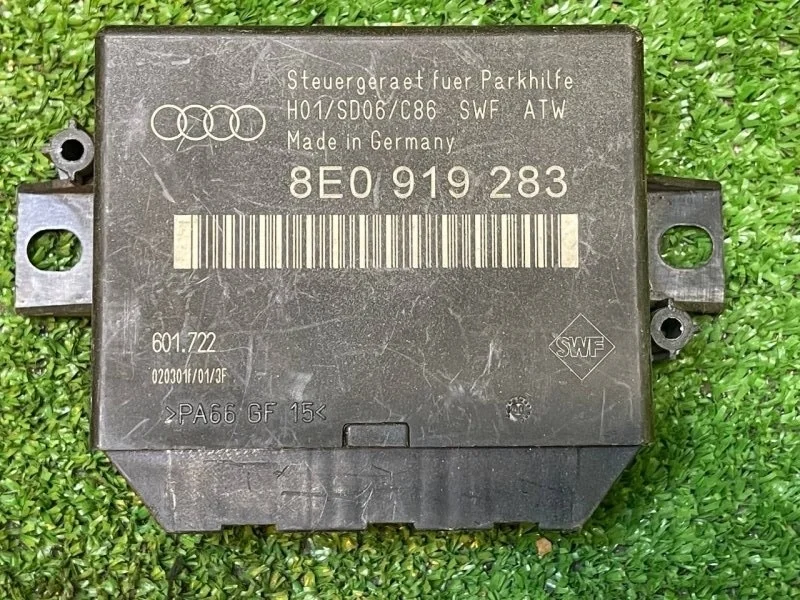 Steuergeraet fuer Parkhilfe
H01/SD06/C86 SWF ATW
Made in Germany
8E0 919 283
601.722
020301f/01/3F
SWF
>PA66 GF 15<